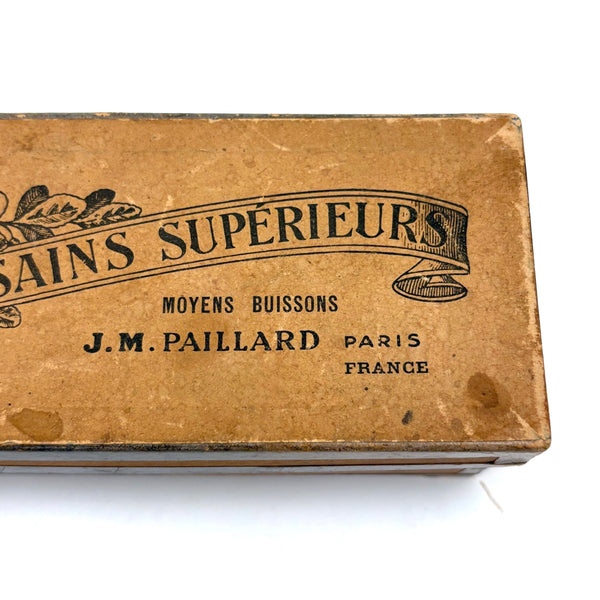 SAINS SUPÉRIEURS
MOYENS BUISSONS
J.M. PAILLARD PARIS
FRANCE